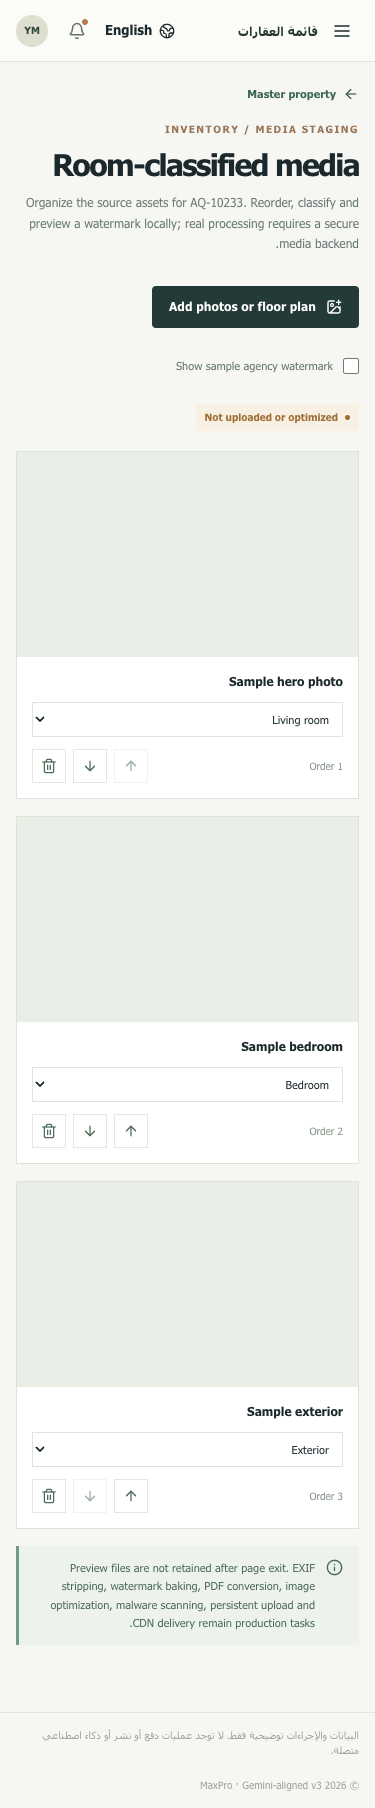 قائمة العقارات
English
YM
Master property
INVENTORY / MEDIA STAGING
Room-classified media
Organize the source assets for AQ-10233. Reorder, classify and
preview a watermark locally; real processing requires a secure
media backend.
Add photos or floor plan
Show sample agency watermark
Not uploaded or optimized
Sample hero photo
Living room
Order 1
Sample bedroom
Bedroom
Order 2
Sample exterior
Exterior
Order 3
Preview files are not retained after page exit. EXIF
stripping, watermark baking, PDF conversion, image
optimization, malware scanning, persistent upload and
CDN delivery remain production tasks.
البيانات والإجراءات توضيحية فقط. لا توجد عمليات دفع أو نشر أو ذكاء اصطناعي
متصلة.
© 2026 MaxPro · Gemini-aligned v3